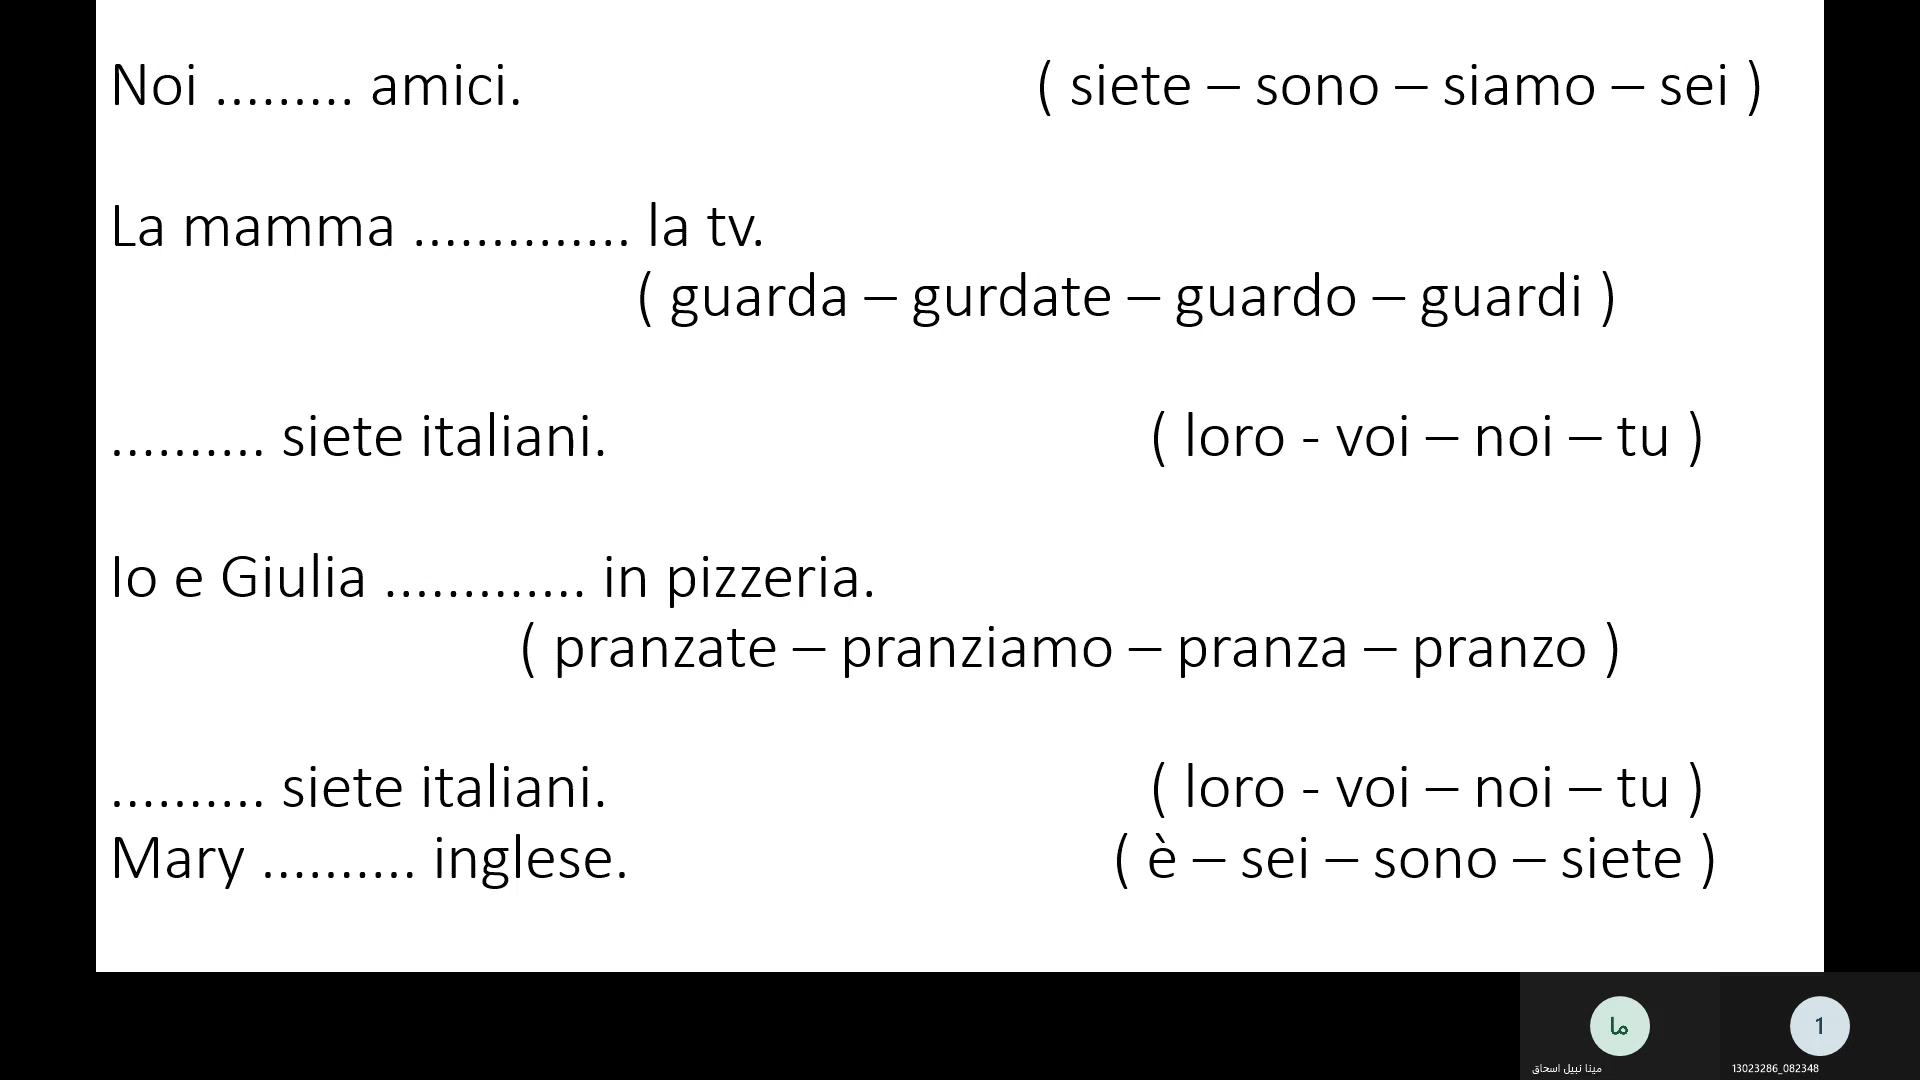 Noi ......... amici. ( siete – sono – siamo – sei )
La mamma .............. la tv.
( guarda – gurdate – guardo – guardi )
.......... siete italiani. ( loro - voi – noi – tu )
Io e Giulia ............. in pizzeria.
( pranzate – pranziamo – pranza – pranzo )
.......... siete italiani. ( loro - voi – noi – tu )
Mary .......... inglese. ( è – sei – sono – siete )
ما 1
مينا نبيل اسحاق 13023286_082348